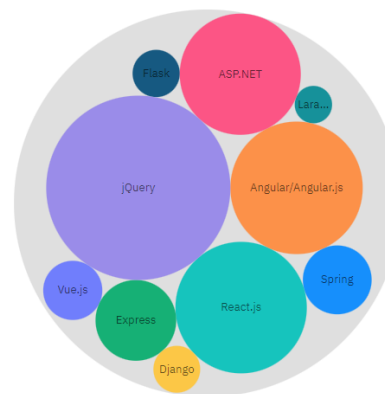 Flask
ASP.NET
Lara...
jQuery
Angular/Angular.js
Vue.js
Spring
Express
React.js
Django